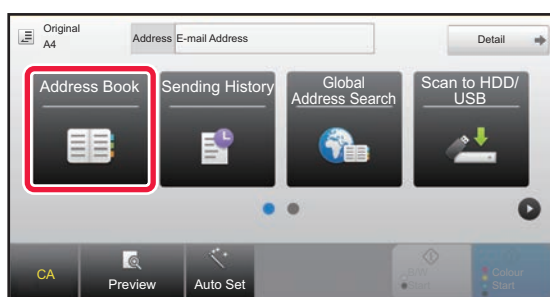 Original
A4
Address E-mail Address
Detail
Address Book
Sending History
Global
Address Search
Scan to HDD/
USB
CA
Preview
Auto Set
B/W
Start
Colour
Start